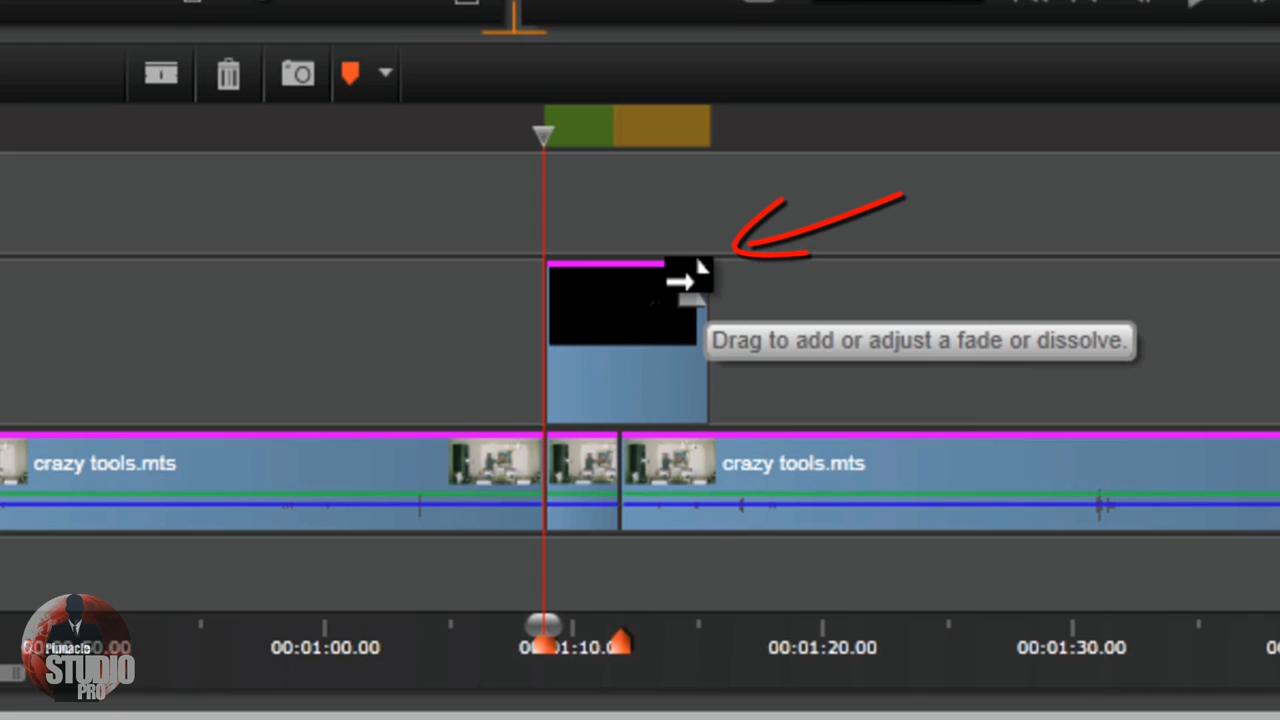 Drag to add or adjust a fade or dissolve.
crazy tools.mts
crazy tools.mts
00:01:00.00
00:01:20.00
00:01:30.00
Pinnacle
STUDIO
PRO